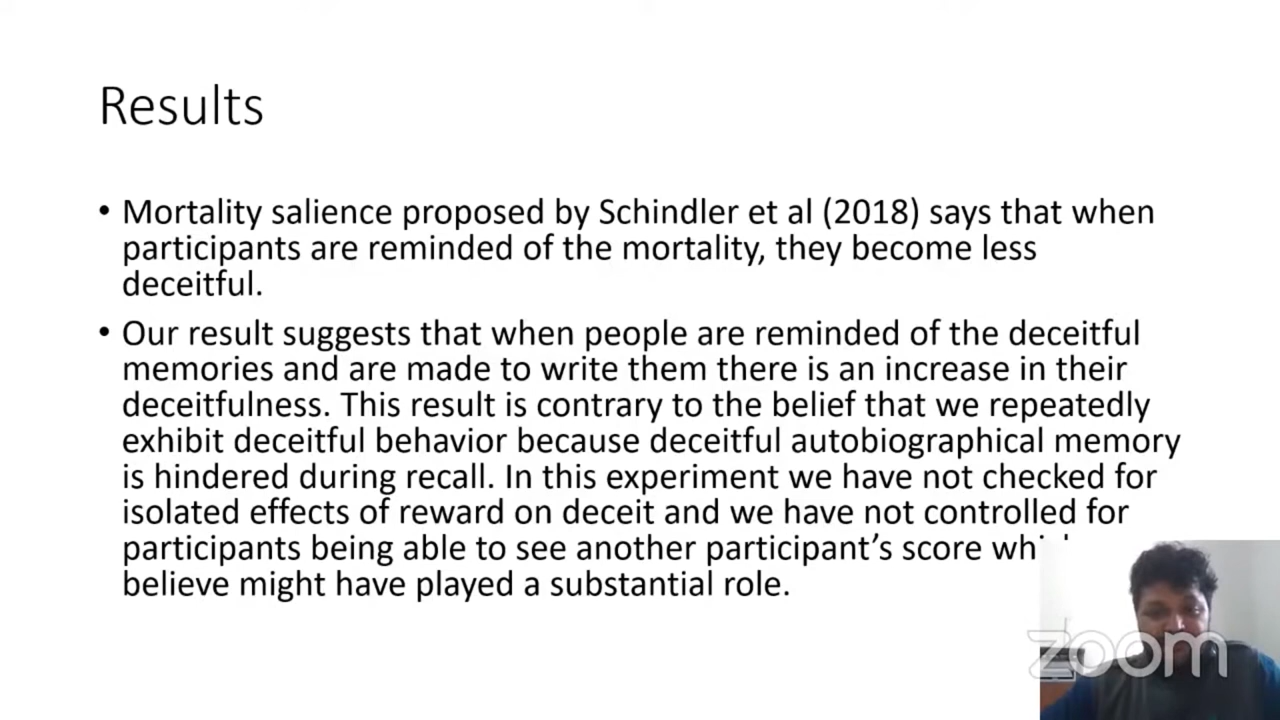 Results
• Mortality salience proposed by Schindler et al (2018) says that when
participants are reminded of the mortality, they become less
deceitful.
• Our result suggests that when people are reminded of the deceitful
memories and are made to write them there is an increase in their
deceitfulness. This result is contrary to the belief that we repeatedly
exhibit deceitful behavior because deceitful autobiographical memory
is hindered during recall. In this experiment we have not checked for
isolated effects of reward on deceit and we have not controlled for
participants being able to see another participant’s score
believe might have played a substantial role.
zoom